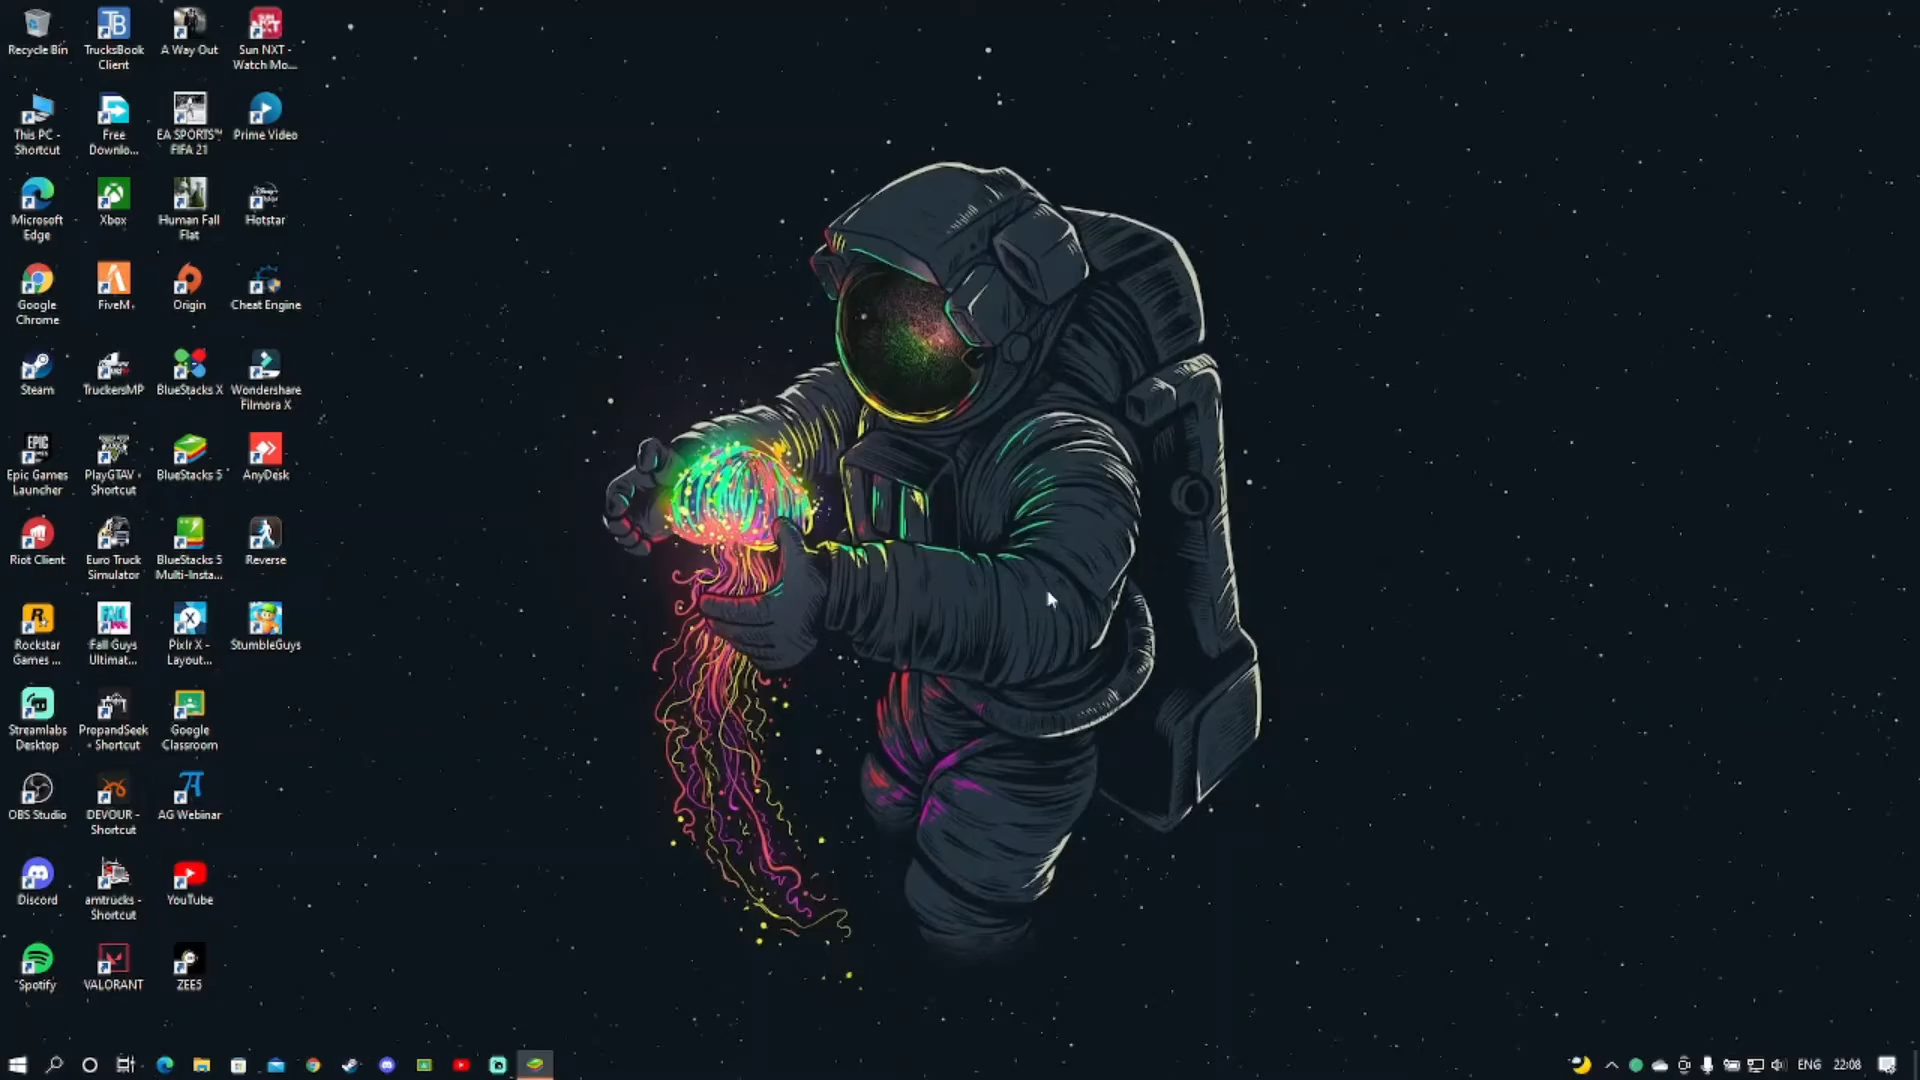 Recycle Bin
TrucksBook
Client
A Way Out
Sun NXT -
Watch Mo...
This PC -
Shortcut
Free
Downlo...
EA SPORTS™
FIFA 21
Prime Video
Microsoft
Edge
Xbox
Human Fall
Flat
Hotstar
Google
Chrome
FiveM
Origin
Cheat Engine
Steam
TruckersMP
BlueStacks X
Wondershare
Filmora X
Epic Games
Launcher
PlayGTAV -
Shortcut
BlueStacks 5
AnyDesk
Riot Client
Euro Truck
Simulator
BlueStacks 5
Multi-Insta...
Reverse
Rockstar
Games ...
Fall Guys
Ultimat...
Pixlr X -
Layout...
StumbleGuys
Streamlabs
Desktop
PropandSeek
- Shortcut
Google
Classroom
OBS Studio
DEVOUR -
Shortcut
AG Webinar
Discord
amtrucks -
Shortcut
YouTube
Spotify
VALORANT
ZEE5
ENG
22:08